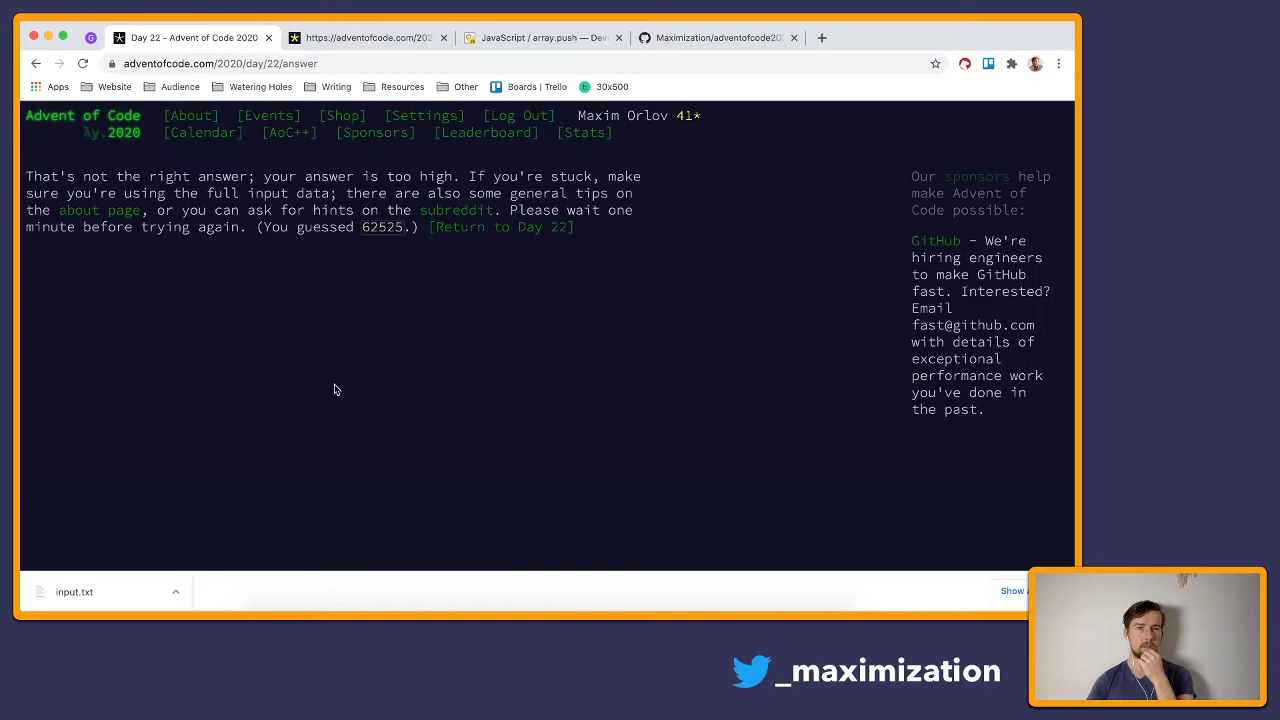 Day 22 - Advent of Code 2020
https://adventofcode.com/202
JavaScript / array.push — Dev
Maximization/adventofcode202
adventofcode.com/2020/day/22/answer
Apps
Website
Audience
Watering Holes
Writing
Resources
Other
Boards | Trello
30x500
Advent of Code [About] [Events] [Shop] [Settings] [Log Out] Maxim Orlov 41*
λy.2020 [Calendar] [AoC++] [Sponsors] [Leaderboard] [Stats]
That's not the right answer; your answer is too high. If you're stuck, make
sure you're using the full input data; there are also some general tips on
the about page, or you can ask for hints on the subreddit. Please wait one
minute before trying again. (You guessed 62525.) [Return to Day 22]
Our sponsors help
make Advent of
Code possible:
GitHub - We're
hiring engineers
to make GitHub
fast. Interested?
Email
fast@github.com
with details of
exceptional
performance work
you've done in
the past.
input.txt
Show
_maximization